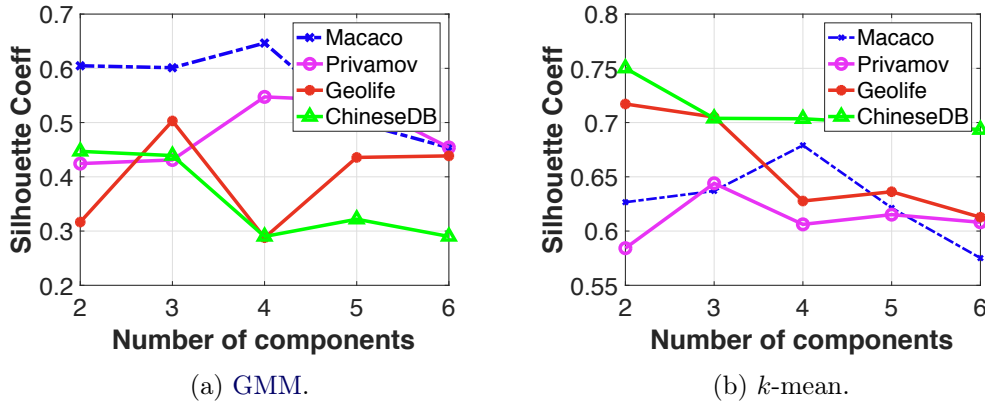 0.7
0.6
0.5
0.4
0.3
0.2
Silhouette Coeff
2 3 4 5 6
Number of components
Macaco
Privamov
Geolife
ChineseDB
(a) GMM.
0.8
0.75
0.7
0.65
0.6
0.55
Silhouette Coeff
2 3 4 5 6
Number of components
Macaco
Privamov
Geolife
ChineseDB
(b) k-mean.